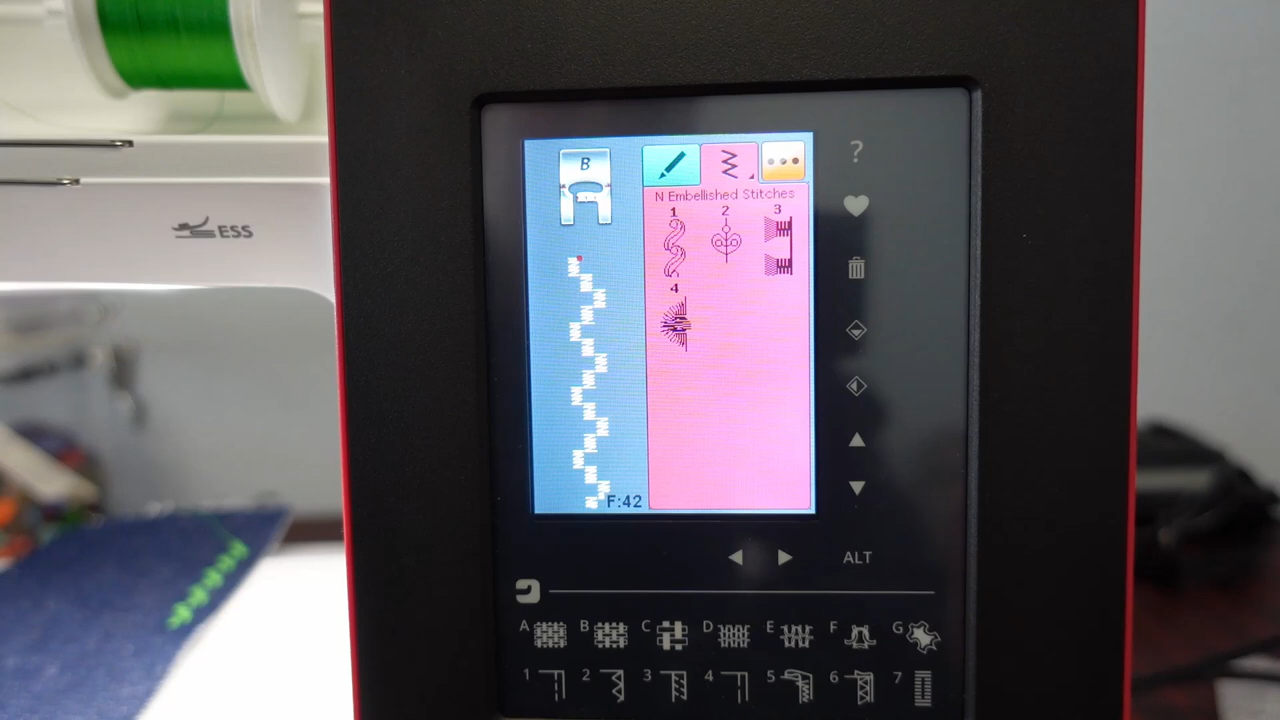 ESS
B
N Embellished Stitches
1 2 3
4
F:42
?
ALT
A B C D E F G
1 2 3 4 5 6 7